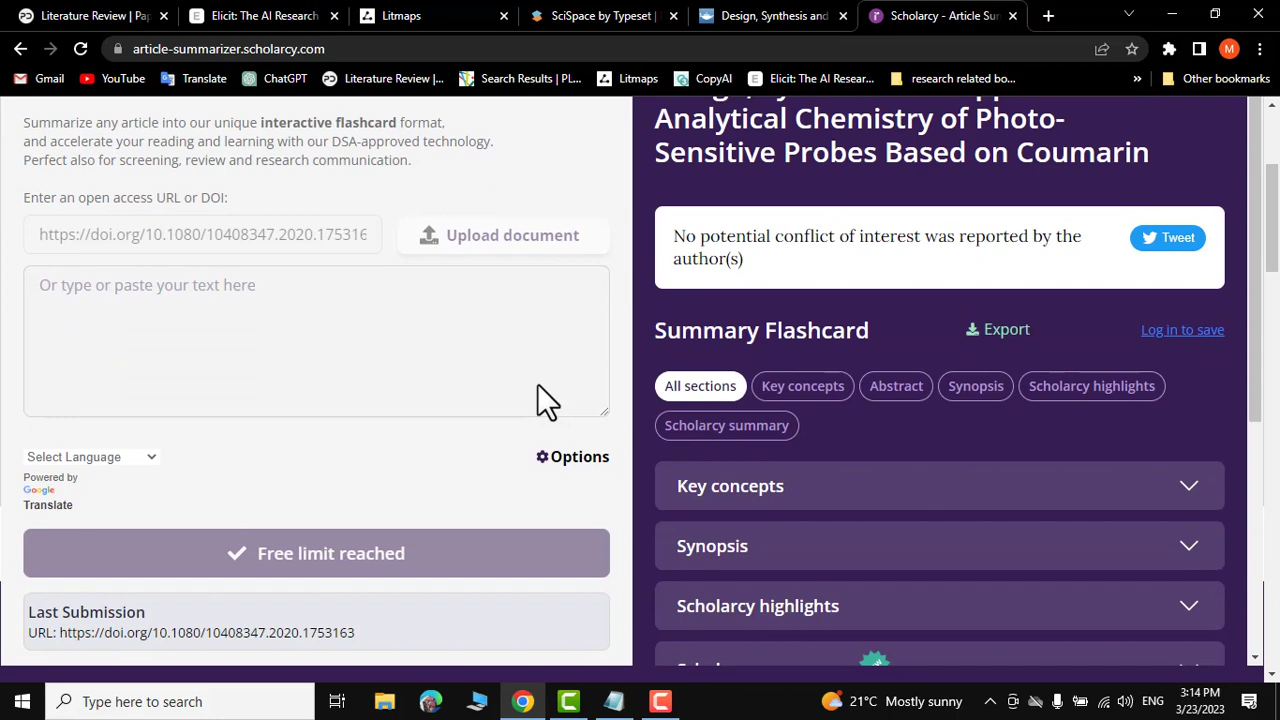 Literature Review | Pap
Elicit: The AI Research
Litmaps
SciSpace by Typeset |
Design, Synthesis and
Scholarcy - Article Sum
article-summarizer.scholarcy.com
M
Gmail
YouTube
Translate
ChatGPT
Literature Review |...
Search Results | PL...
Litmaps
CopyAI
Elicit: The AI Resear...
research related bo...
»
Other bookmarks
Summarize any article into our unique interactive flashcard format,
and accelerate your reading and learning with our DSA-approved technology.
Perfect also for screening, review and research communication.
Enter an open access URL or DOI:
https://doi.org/10.1080/10408347.2020.175316
Upload document
Or type or paste your text here
Select Language
Powered by
Google
Translate
Options
Free limit reached
Last Submission
URL: https://doi.org/10.1080/10408347.2020.1753163
Analytical Chemistry of Photo-
Sensitive Probes Based on Coumarin
No potential conflict of interest was reported by the
author(s)
Tweet
Summary Flashcard
Export
Log in to save
All sections
Key concepts
Abstract
Synopsis
Scholarcy highlights
Scholarcy summary
Key concepts
Synopsis
Scholarcy highlights
Type here to search
21°C Mostly sunny
ENG
3:14 PM
3/23/2023